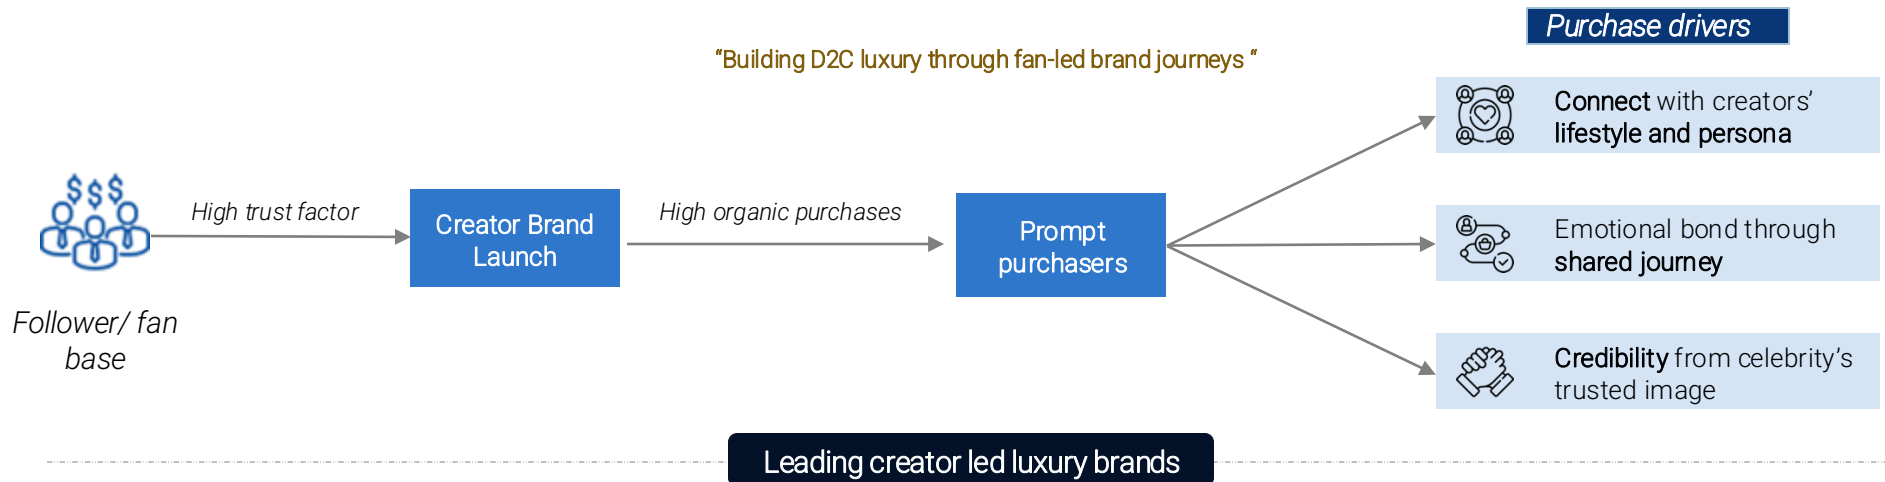 Purchase drivers
“Building D2C luxury through fan-led brand journeys “
Connect with creators’
lifestyle and persona
$$$
High trust factor
Creator Brand
Launch
High organic purchases
Prompt
purchasers
Emotional bond through
shared journey
Follower/ fan
base
Credibility from celebrity’s
trusted image
Leading creator led luxury brands